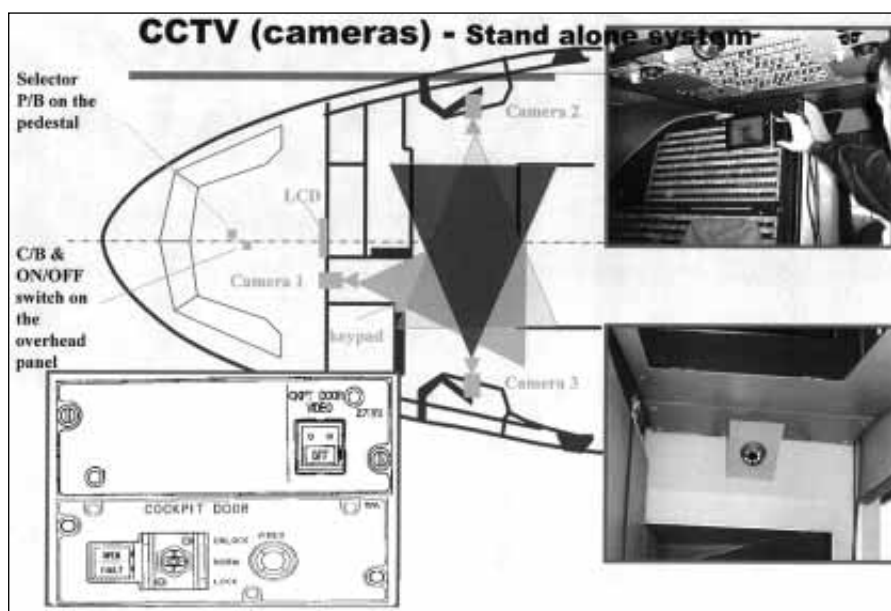 CCTV (cameras) - Stand alone system
Selector
P/B on the
pedestal
Camera 2
LCD
C/B &
ON/OFF
switch on
the
overhead
panel
Camera 1
keypad
Camera 3
CKPT DOOR
VIDEO
OFF
COCKPIT DOOR
OPEN
FAULT
UNLOCK
NORM
LOCK